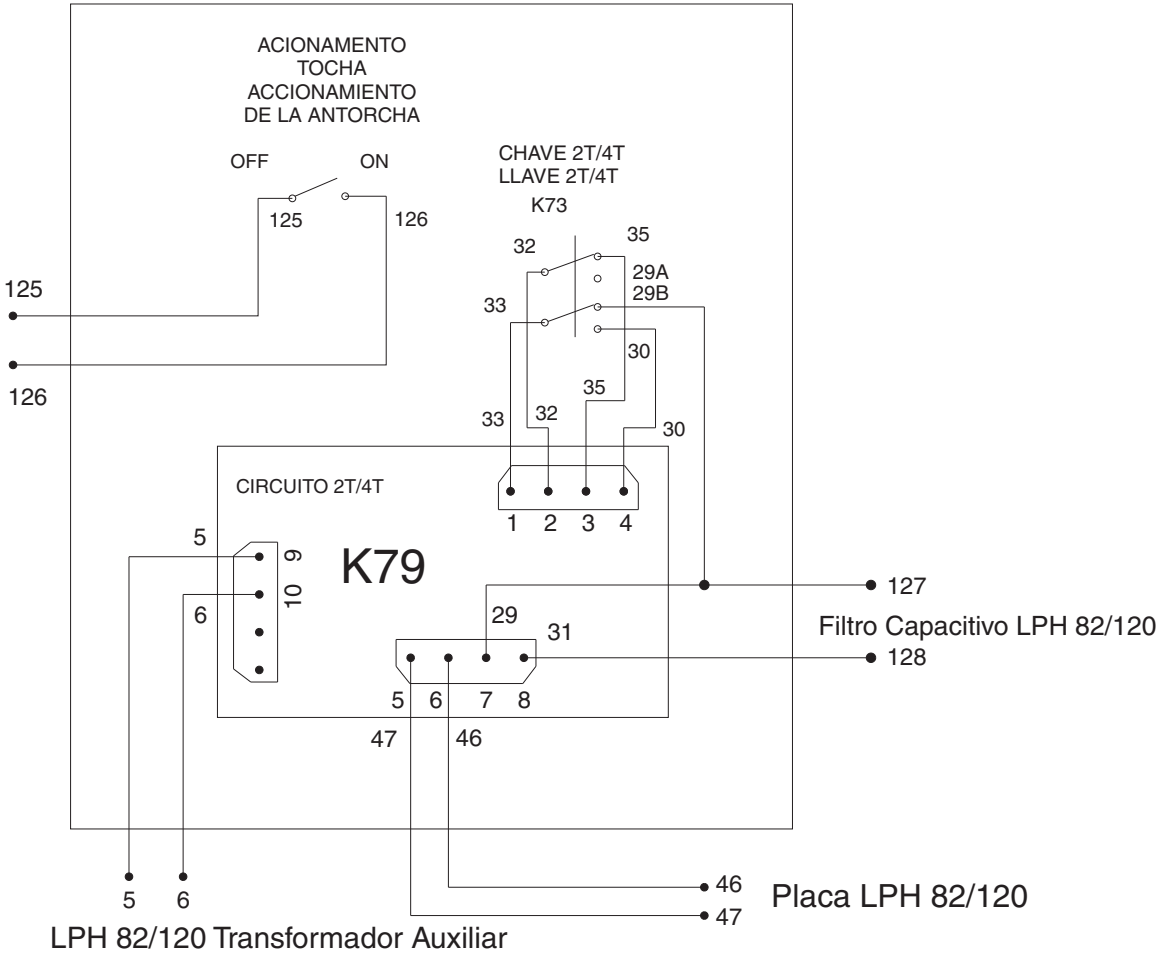 ACIONAMENTO
TOCHA
ACCIONAMIENTO
DE LA ANTORCHA
OFF ON
125 126
CHAVE 2T/4T
LLAVE 2T/4T
K73
32 35
29A
29B
33
30
35
33 32 30
125
126
CIRCUITO 2T/4T
1 2 3 4
K79
5 9
6 10
29 31
5 6 7 8
47 46
127
Filtro Capacitivo LPH 82/120
128
5 6
LPH 82/120 Transformador Auxiliar
46
47
Placa LPH 82/120